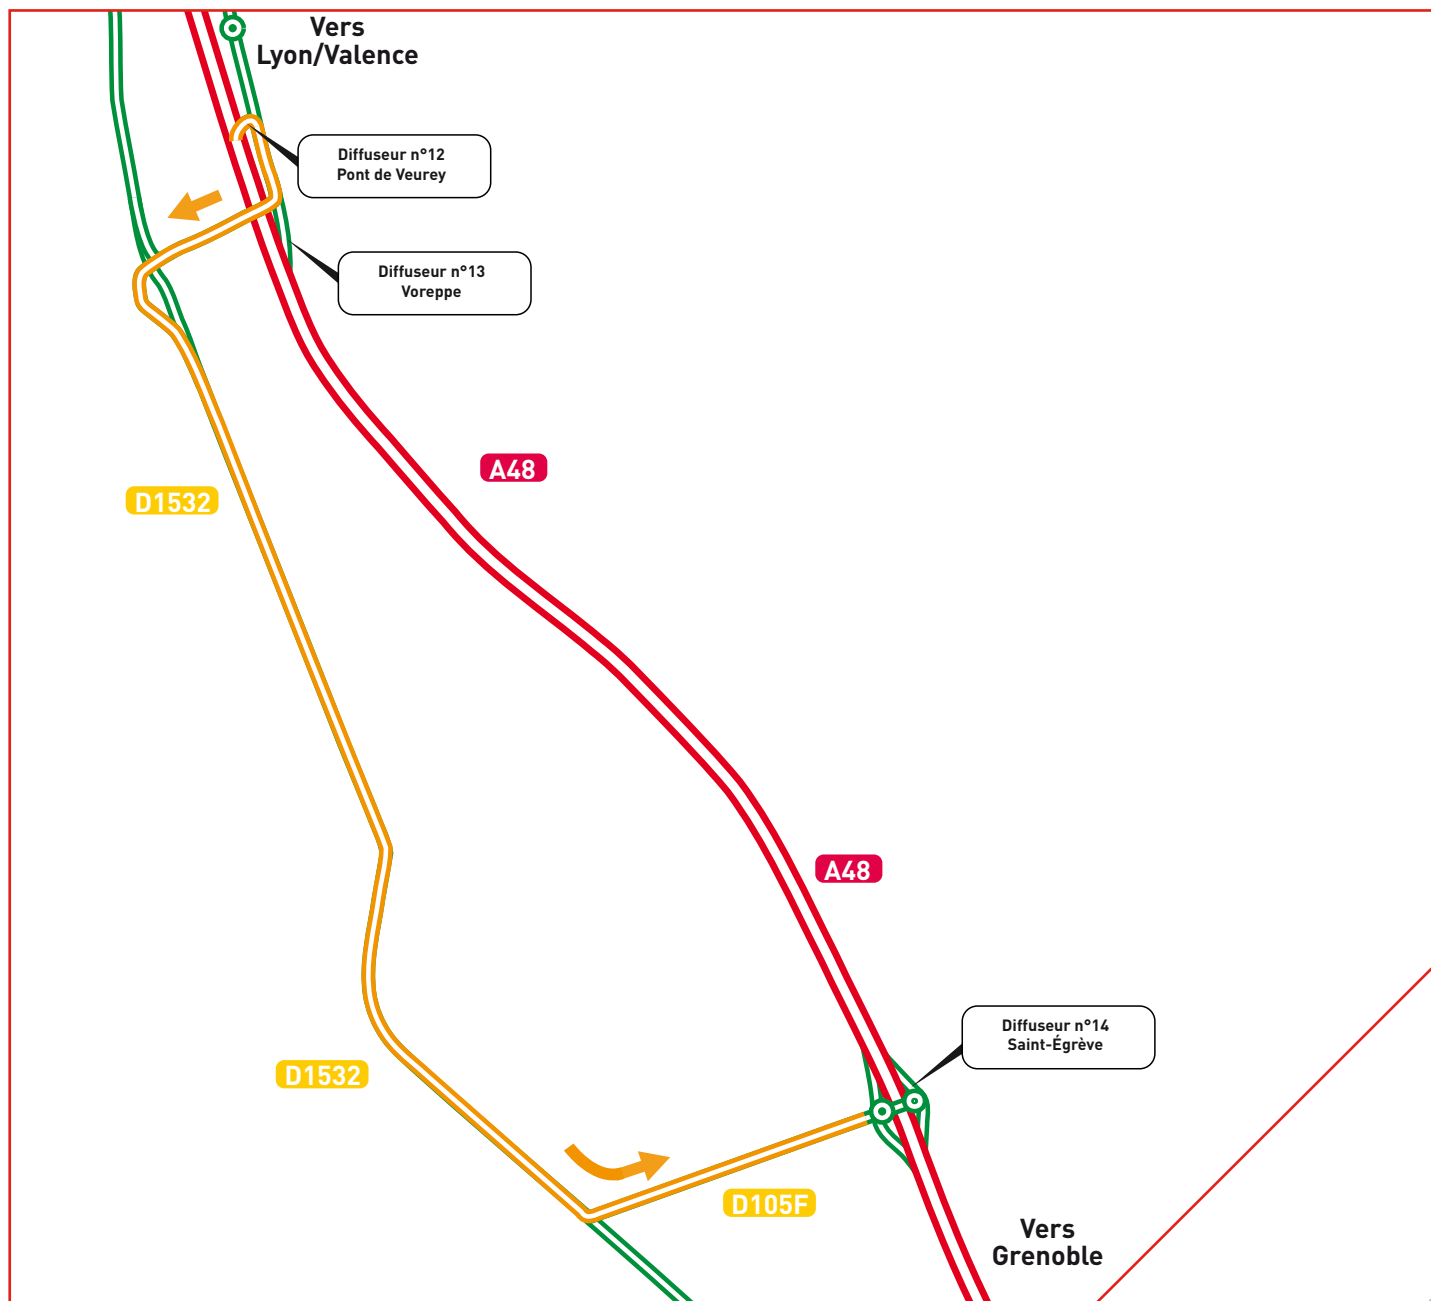 Vers
Lyon/Valence
Diffuseur n°12
Pont de Veurey
Diffuseur n°13
Voreppe
A48
D1532
A48
Diffuseur n°14
Saint-Égrève
D1532
D105F
Vers
Grenoble